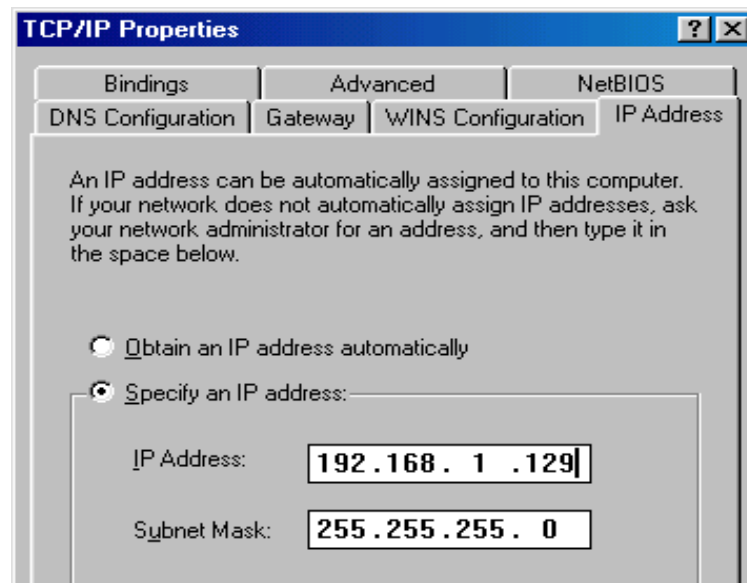 TCP/IP Properties ? ×
Bindings Advanced NetBIOS
DNS Configuration Gateway WINS Configuration IP Address
An IP address can be automatically assigned to this computer.
If your network does not automatically assign IP addresses, ask
your network administrator for an address, and then type it in
the space below.
Obtain an IP address automatically
Specify an IP address:
IP Address: 192.168. 1 .129
Subnet Mask: 255.255.255. 0